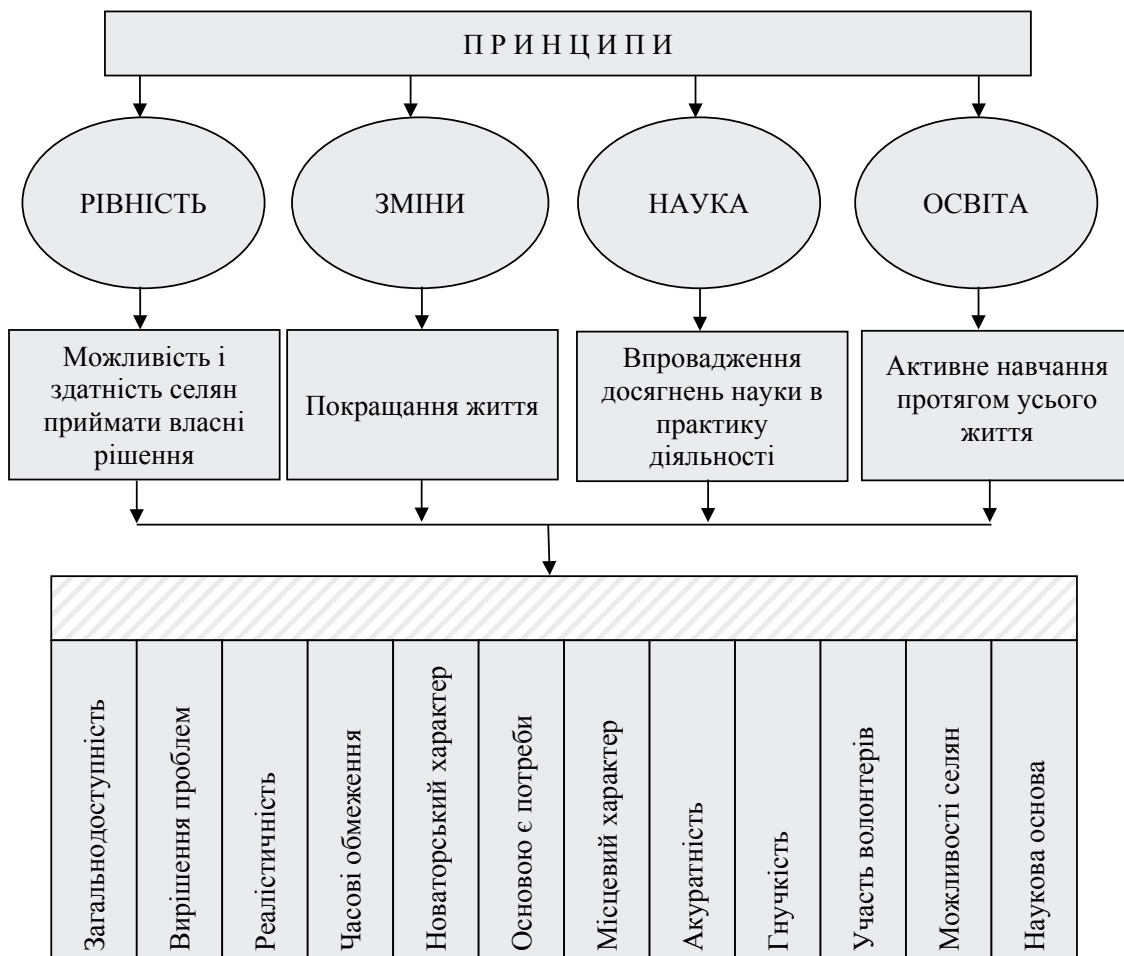 П Р И Н Ц И П И
РІВНІСТЬ
ЗМІНИ
НАУКА
ОСВІТА
Можливість і
здатність селян
приймати власні
рішення
Покращання життя
Впровадження
досягнень науки в
практику
діяльності
Активне навчання
протягом усього
життя
Загальнодоступність
Вирішення проблем
Реалістичність
Часові обмеження
Новаторський характер
Основою є потреби
Місцевий характер
Акуратність
Гнучкість
Участь волонтерів
Можливості селян
Наукова основа